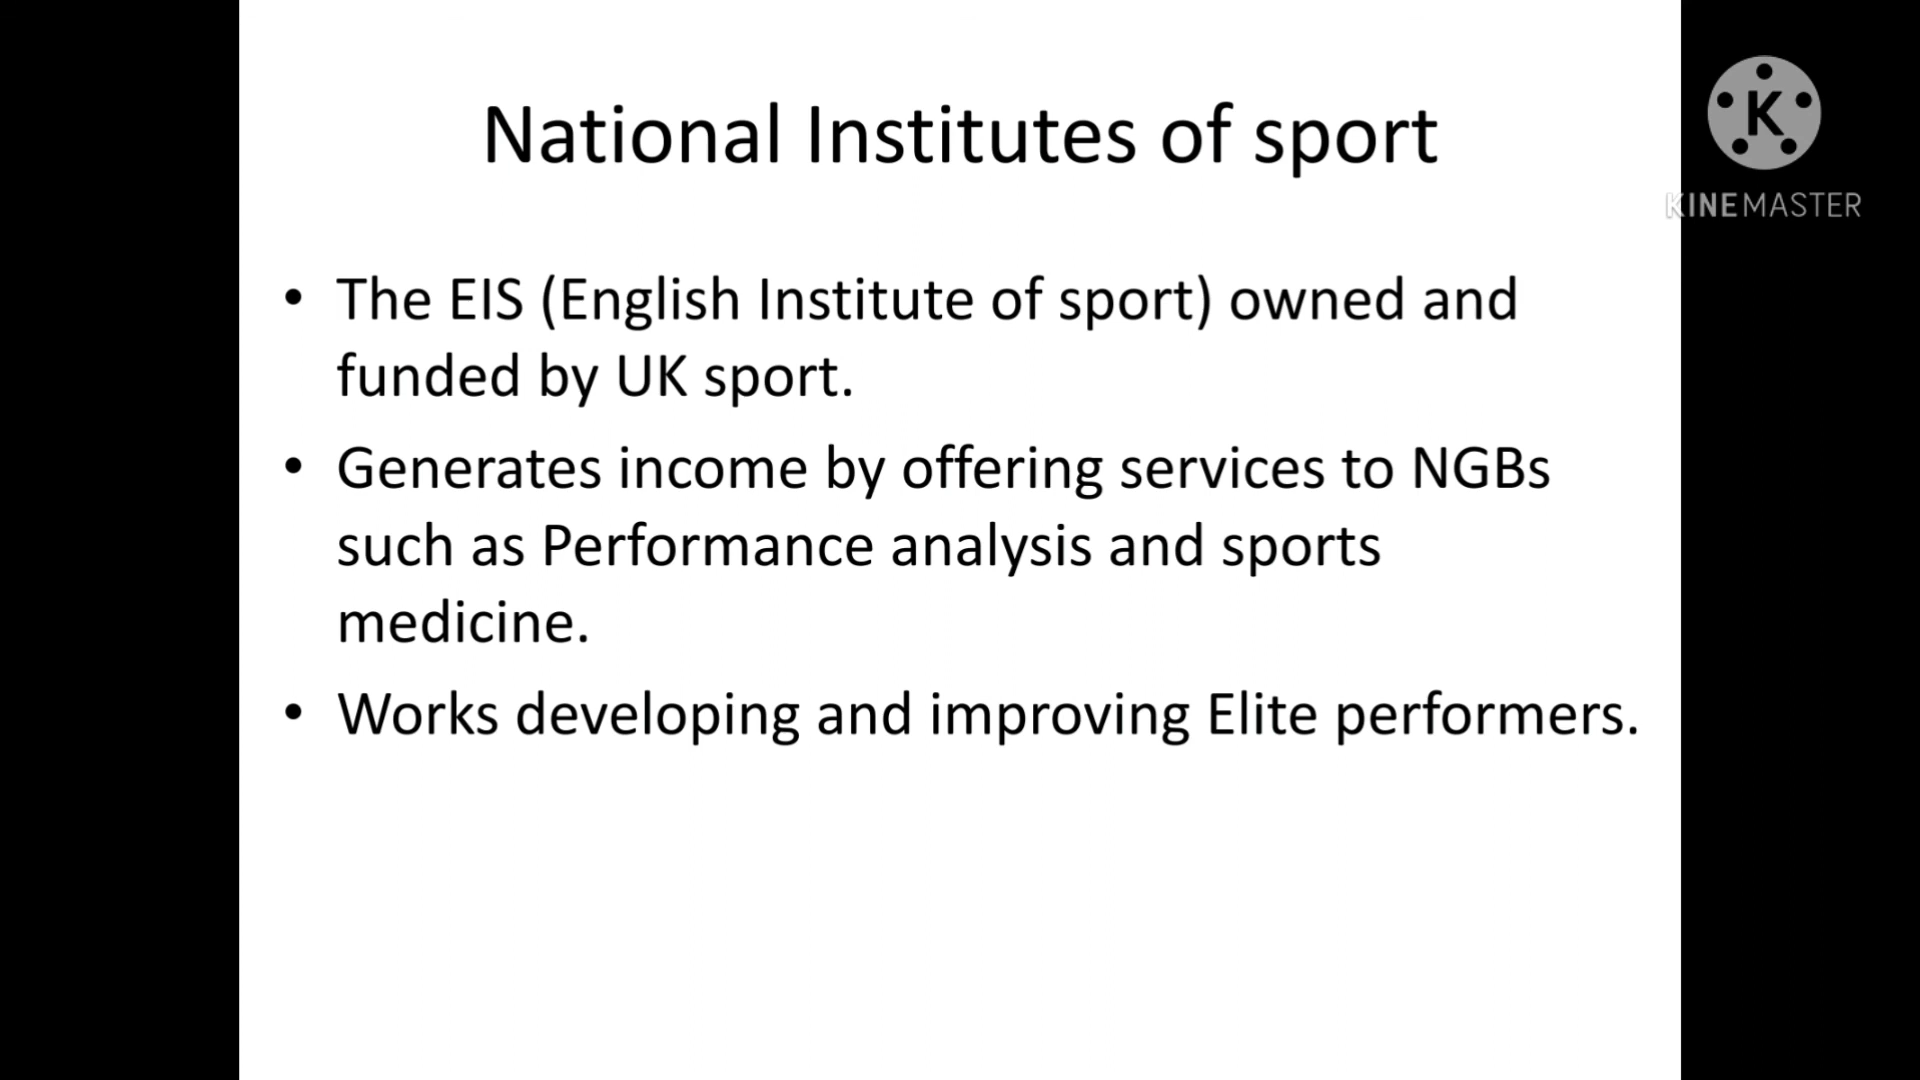 National Institutes of sport
K
KINEMASTER
• The EIS (English Institute of sport) owned and
funded by UK sport.
• Generates income by offering services to NGBs
such as Performance analysis and sports
medicine.
• Works developing and improving Elite performers.